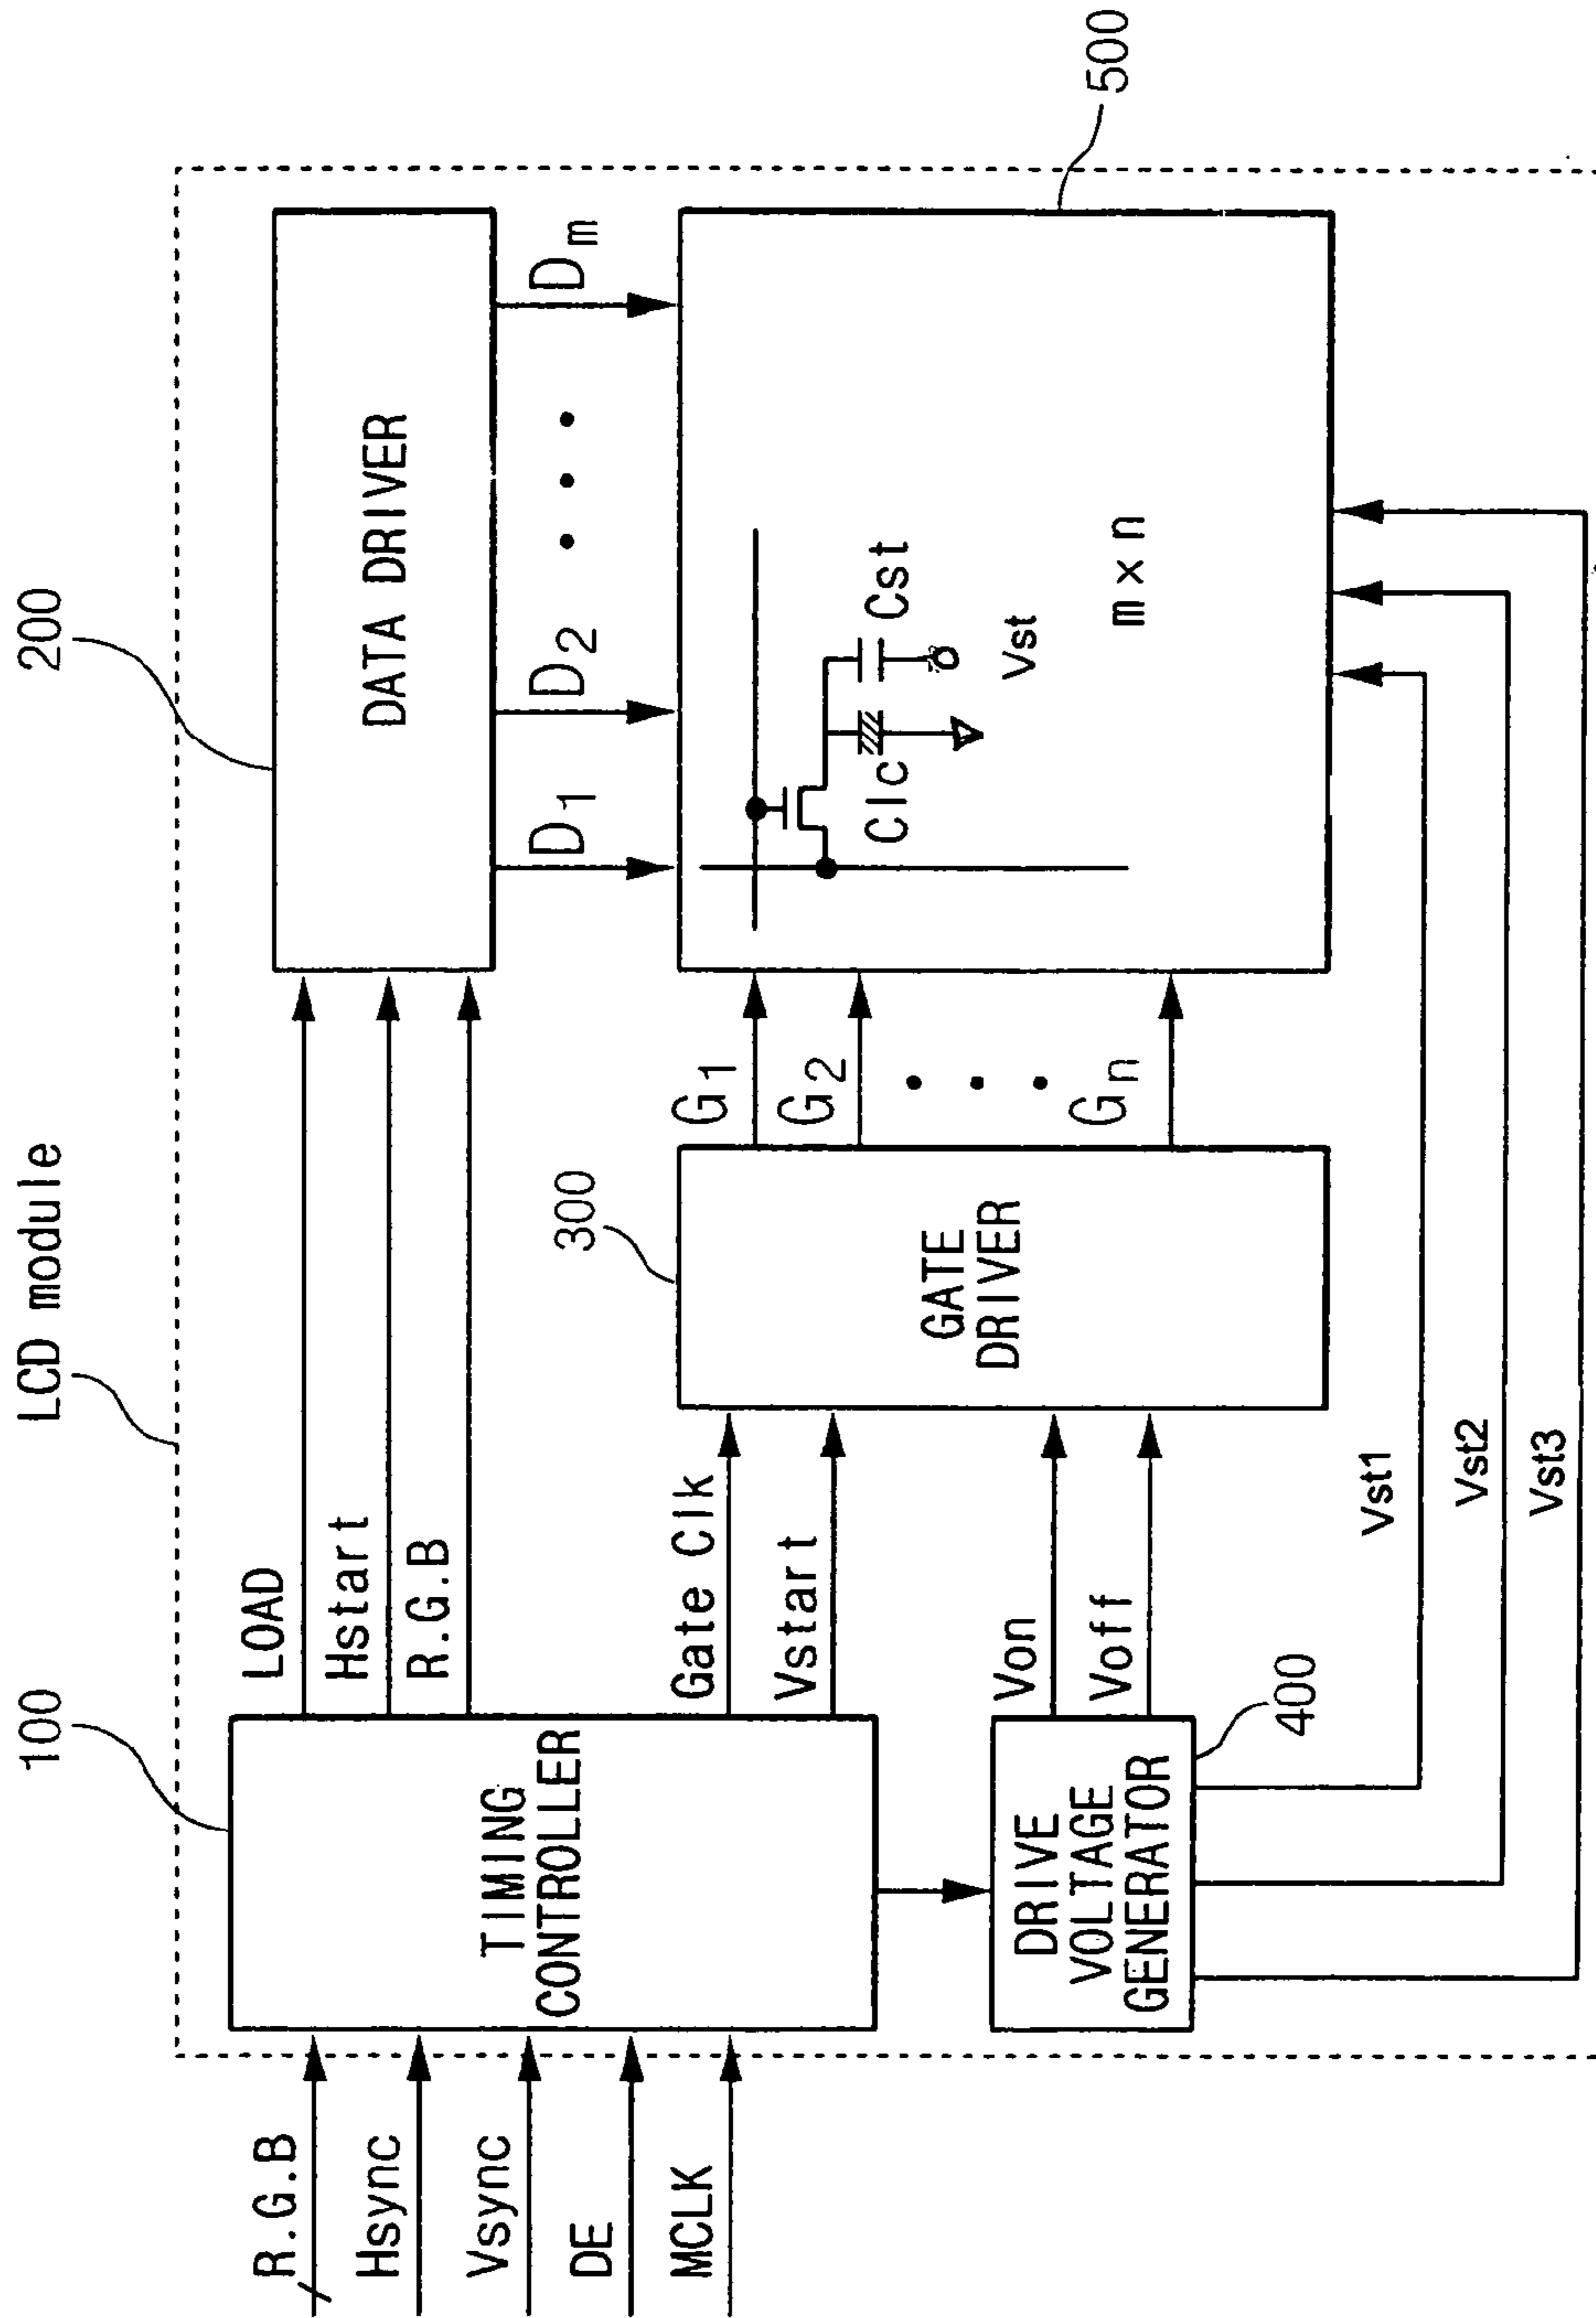 LCD module
100
200
R.G.B
Hsync
Vsync
DE
MCLK
TIMING
CONTROLLER
LOAD
Hstart
R.G.B
DATA DRIVER
D1
D2
Dm
Gate Clk
Vstart
300
GATE
DRIVER
G1
G2
Gn
Clc
Cst
Vst
m × n
500
DRIVE
VOLTAGE
GENERATOR
400
Von
Voff
Vst1
Vst2
Vst3